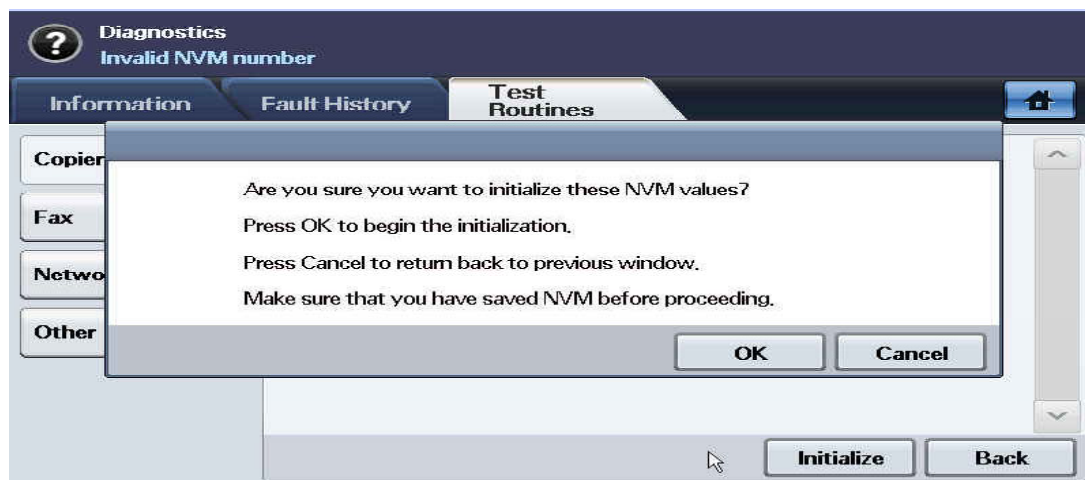 Diagnostics
Invalid NVM number
Information
Fault History
Test
Routines
Copier
Fax
Netwo
Other
Are you sure you want to initialize these NVM values?
Press OK to begin the initialization.
Press Cancel to return back to previous window.
Make sure that you have saved NVM before proceeding.
OK
Cancel
Initialize
Back